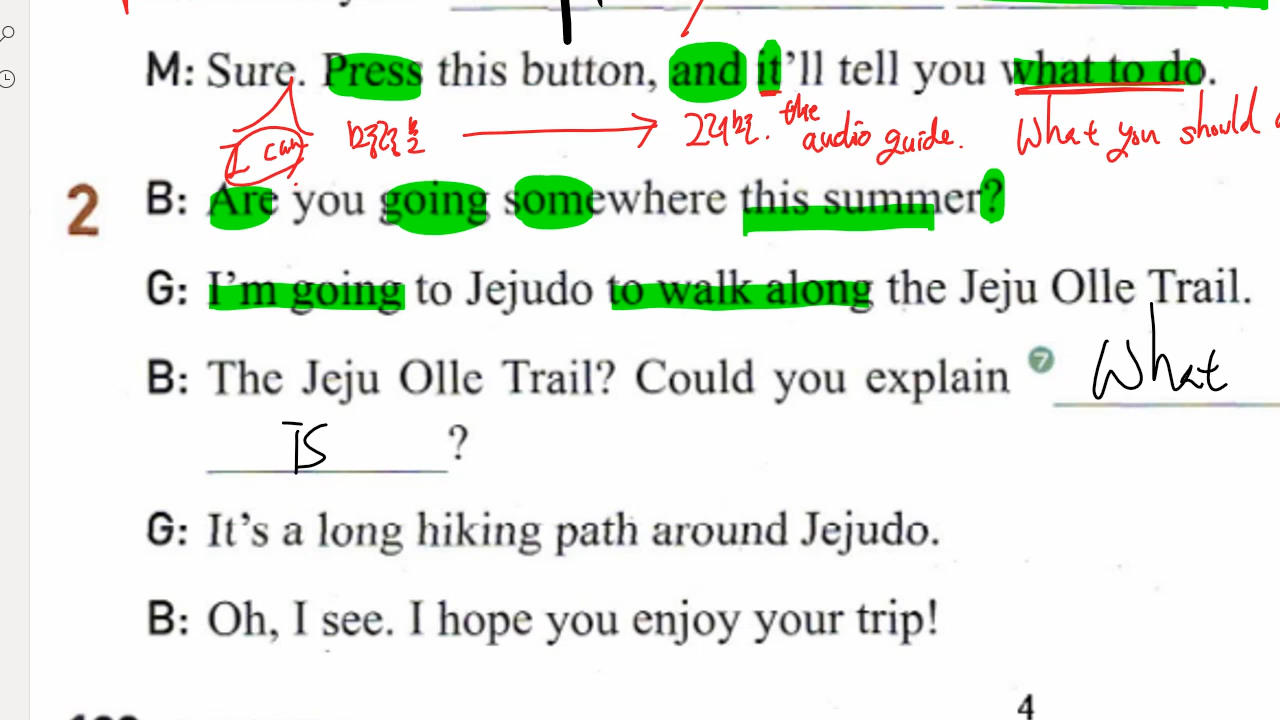 M: Sure. Press this button, and it'll tell you what to do.
I can 명령문 → 그러면. the audio guide. What you should
2 B: Are you going somewhere this summer?
G: I'm going to Jejudo to walk along the Jeju Olle Trail.
B: The Jeju Olle Trail? Could you explain 7 What
is ?
G: It's a long hiking path around Jejudo.
B: Oh, I see. I hope you enjoy your trip!
4